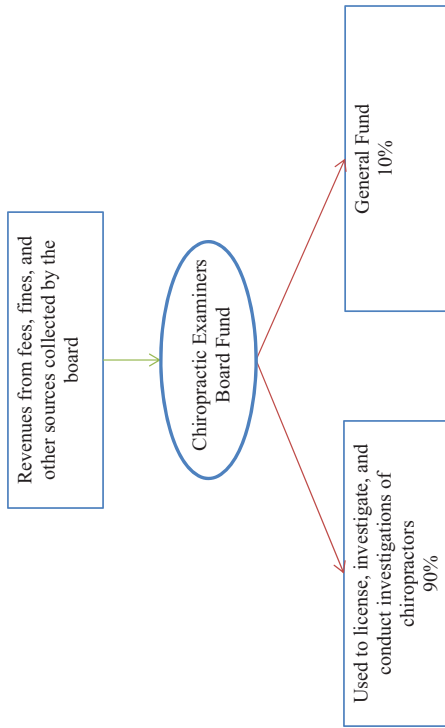 Revenues from fees, fines, and
other sources collected by the
board
Chiropractic Examiners
Board Fund
Used to license, investigate, and
conduct investigations of
chiropractors
90%
General Fund
10%